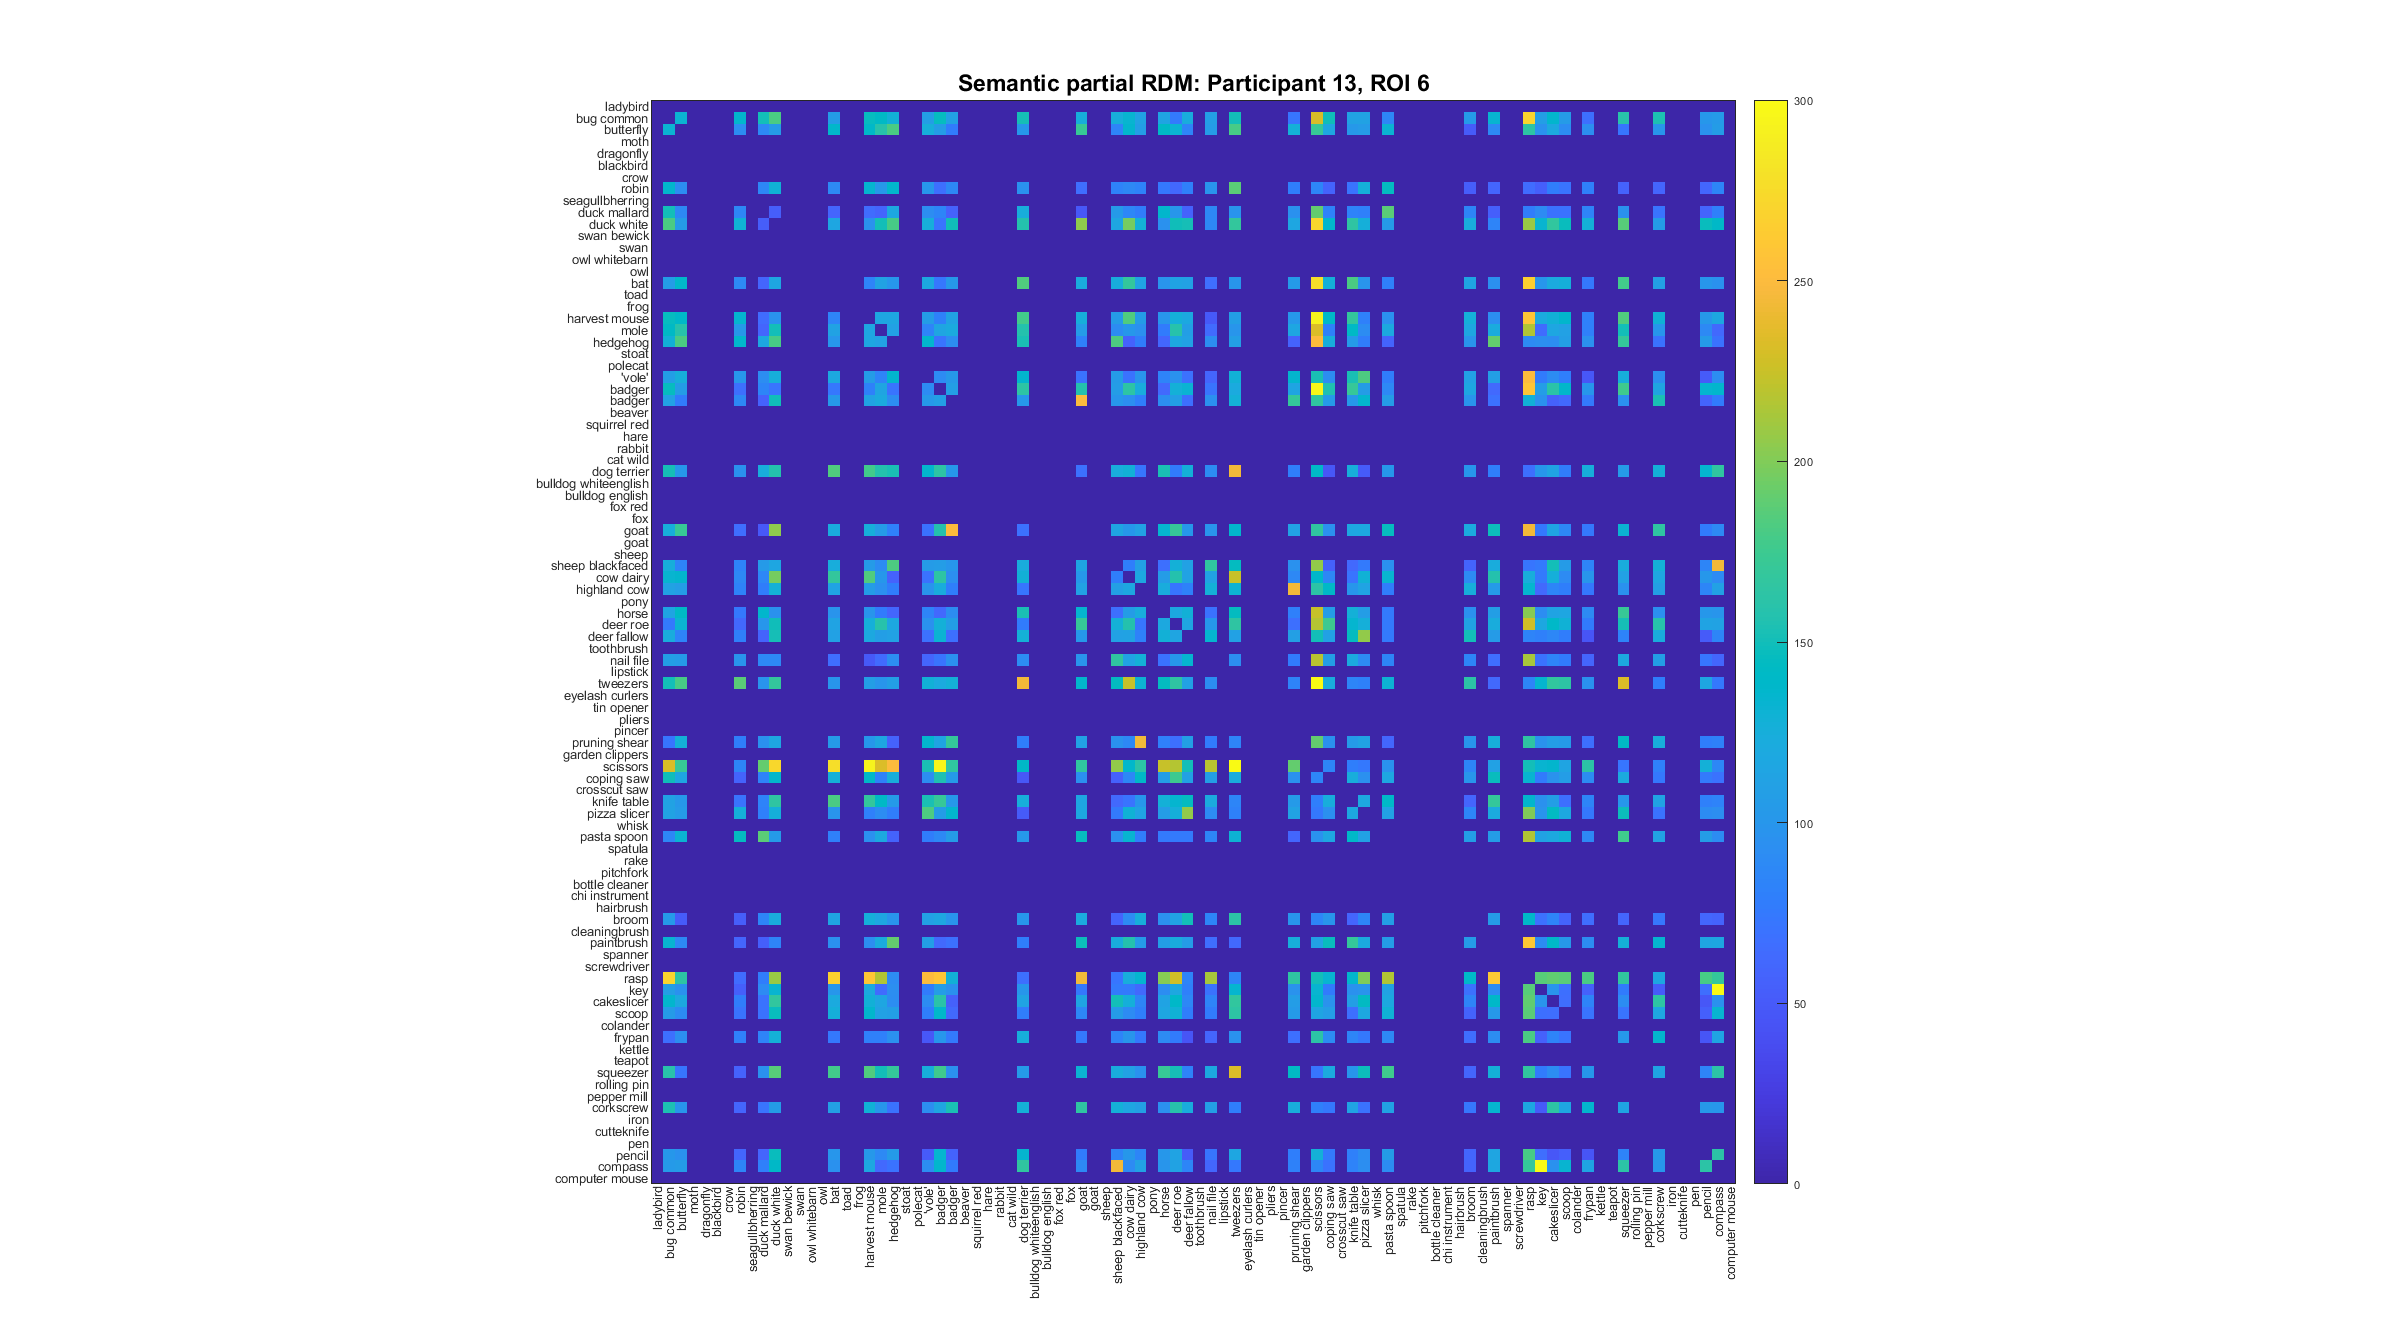 Semantic partial RDM: Participant 13, ROI 6
ladybird
bug common
butterfly
moth
dragonfly
blackbird
crow
robin
seagullbherring
duck mallard
duck white
swan bewick
swan
owl whitebarn
owl
bat
toad
frog
harvest mouse
mole
hedgehog
stoat
polecat
'vole'
badger
badger
beaver
squirrel red
hare
rabbit
cat wild
dog terrier
bulldog whiteenglish
bulldog english
fox red
fox
goat
goat
sheep
sheep blackfaced
cow dairy
highland cow
pony
horse
deer roe
deer fallow
toothbrush
nail file
lipstick
tweezers
eyelash curlers
tin opener
pliers
pincer
pruning shear
garden clippers
scissors
coping saw
crosscut saw
knife table
pizza slicer
whisk
pasta spoon
spatula
rake
pitchfork
bottle cleaner
chi instrument
hairbrush
broom
cleaningbrush
paintbrush
spanner
screwdriver
rasp
key
cakeslicer
scoop
colander
frypan
kettle
teapot
squeezer
rolling pin
pepper mill
corkscrew
iron
cutteknife
pen
pencil
compass
computer mouse
ladybird
bug common
butterfly
moth
dragonfly
blackbird
crow
robin
seagullbherring
duck mallard
duck white
swan bewick
swan
owl whitebarn
owl
bat
toad
frog
harvest mouse
mole
hedgehog
stoat
polecat
'vole'
badger
badger
beaver
squirrel red
hare
rabbit
cat wild
dog terrier
bulldog whiteenglish
bulldog english
fox red
fox
goat
goat
sheep
sheep blackfaced
cow dairy
highland cow
pony
horse
deer roe
deer fallow
toothbrush
nail file
lipstick
tweezers
eyelash curlers
tin opener
pliers
pincer
pruning shear
garden clippers
scissors
coping saw
crosscut saw
knife table
pizza slicer
whisk
pasta spoon
spatula
rake
pitchfork
bottle cleaner
chi instrument
hairbrush
broom
cleaningbrush
paintbrush
spanner
screwdriver
rasp
key
cakeslicer
scoop
colander
frypan
kettle
teapot
squeezer
rolling pin
pepper mill
corkscrew
iron
cutteknife
pen
pencil
compass
computer mouse
300
250
200
150
100
50
0